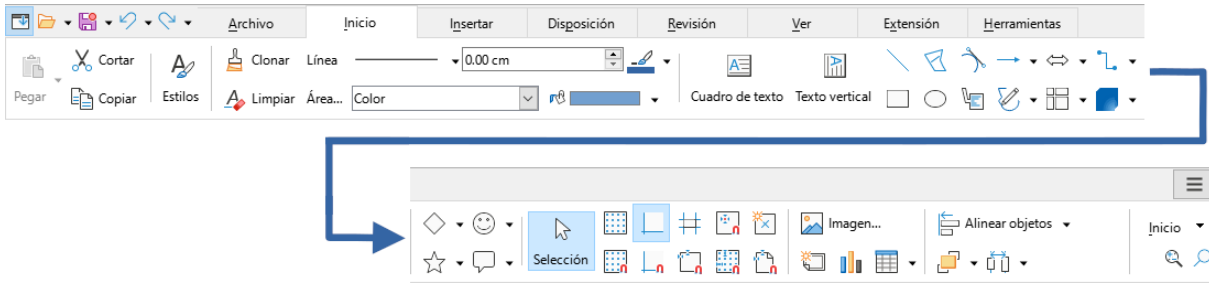 Archivo Inicio Insertar Disposición Revisión Ver Extensión Herramientas
Cortar Clonar Línea 0.00 cm
Pegar Copiar Estilos Limpiar Área... Color Cuadro de texto Texto vertical
Imagen... Alinear objetos Inicio
Selección